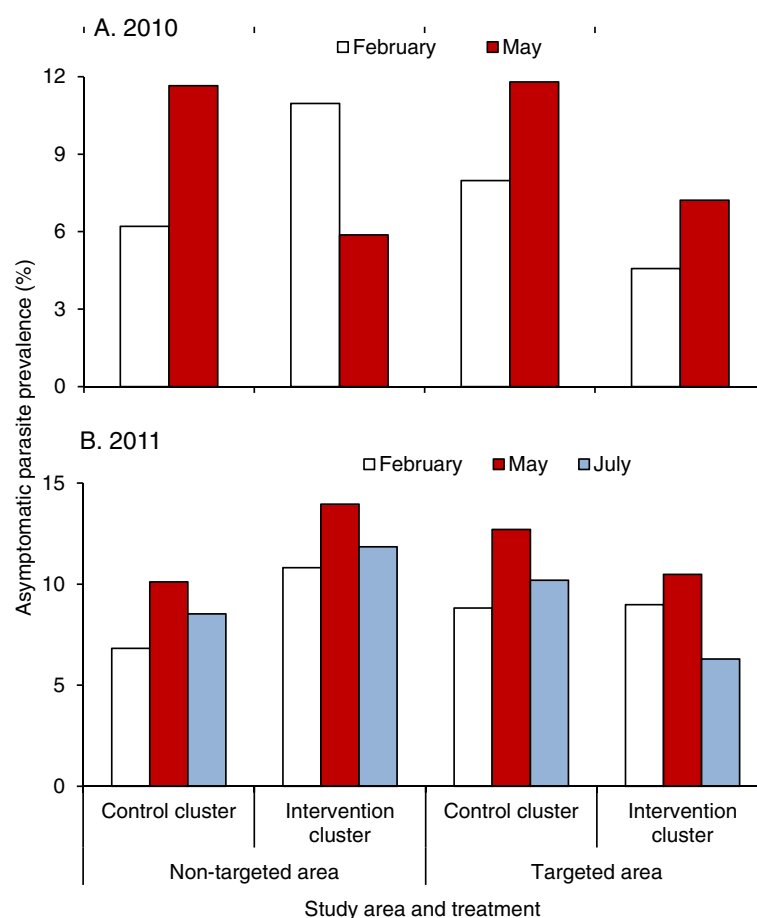 A. 2010
February May
12
9
6
3
0
Asymptomatic parasite prevalence (%)
B. 2011
February May July
15
10
5
0
Control cluster Intervention cluster Control cluster Intervention cluster
Non-targeted area Targeted area
Study area and treatment